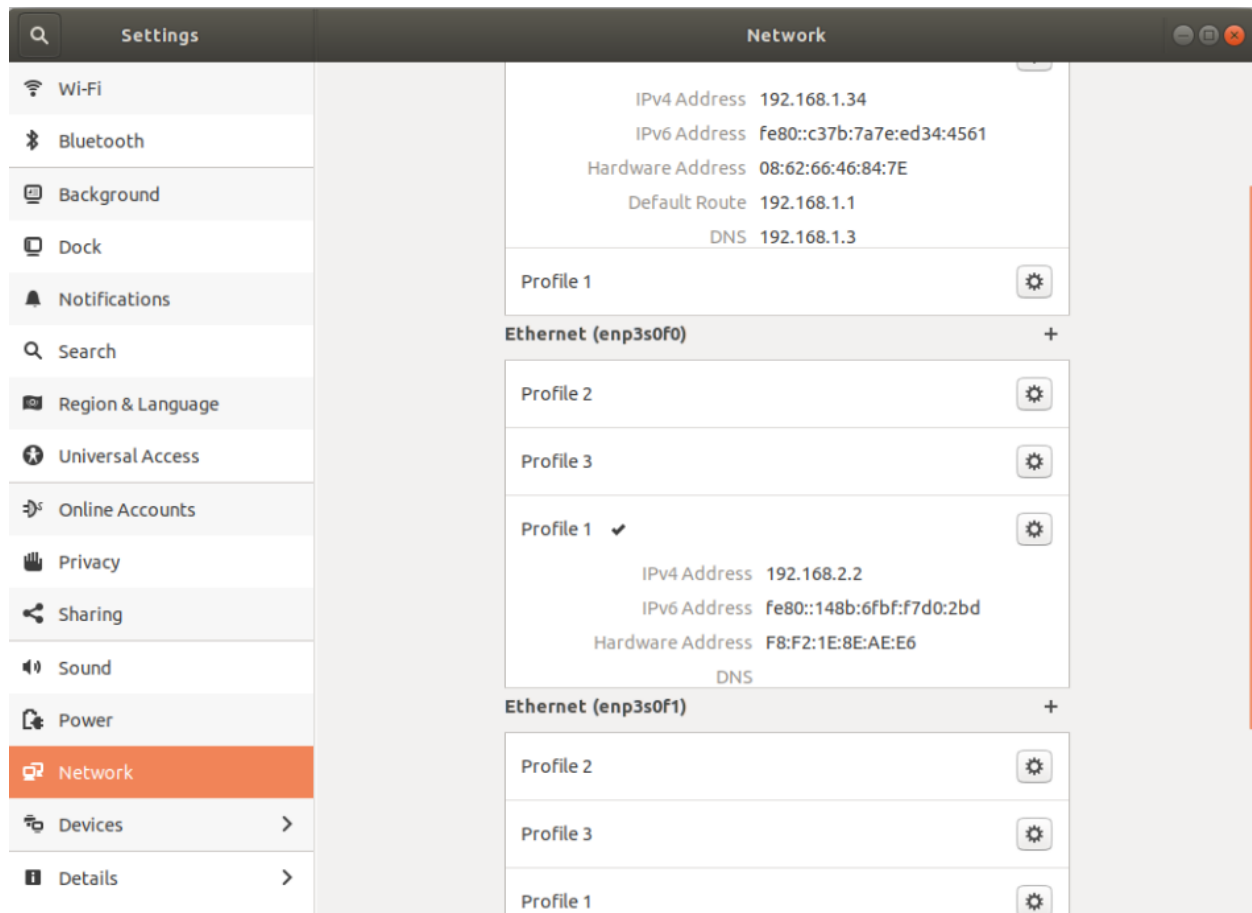 Settings
Network
Wi-Fi
Bluetooth
Background
Dock
Notifications
Search
Region & Language
Universal Access
Online Accounts
Privacy
Sharing
Sound
Power
Network
Devices
Details
IPv4 Address 192.168.1.34
IPv6 Address fe80::c37b:7a7e:ed34:4561
Hardware Address 08:62:66:46:84:7E
Default Route 192.168.1.1
DNS 192.168.1.3
Profile 1
Ethernet (enp3s0f0)
Profile 2
Profile 3
Profile 1
IPv4 Address 192.168.2.2
IPv6 Address fe80::148b:6fbf:f7d0:2bd
Hardware Address F8:F2:1E:8E:AE:E6
DNS
Ethernet (enp3s0f1)
Profile 2
Profile 3
Profile 1